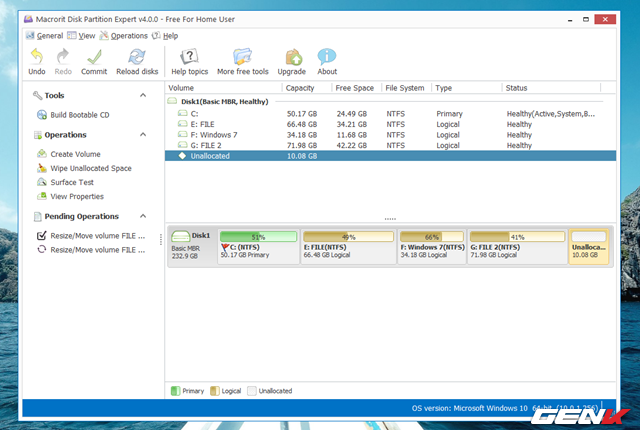 Macrorit Disk Partition Expert v4.0.0 - Free For Home User
General View Operations Help
Undo Redo Commit Reload disks Help topics More free tools Upgrade About
Tools
Build Bootable CD
Operations
Create Volume
Wipe Unallocated Space
Surface Test
View Properties
Pending Operations
Resize/Move volume FILE ...
Resize/Move volume FILE ...
Volume Capacity Free Space File System Type Status
Disk1(Basic MBR, Healthy)
C: 50.17 GB 24.49 GB NTFS Primary Healthy(Active,System,B...
E: FILE 66.48 GB 34.21 GB NTFS Logical Healthy
F: Windows 7 34.18 GB 11.68 GB NTFS Logical Healthy
G: FILE 2 71.98 GB 42.22 GB NTFS Logical Healthy
Unallocated 10.08 GB
Disk1
Basic MBR
232.9 GB
51%
C: (NTFS)
50.17 GB Primary
49%
E: FILE(NTFS)
66.48 GB Logical
66%
F: Windows 7(NTFS)
34.18 GB Logical
41%
G: FILE 2(NTFS)
71.98 GB Logical
Unalloca...
10.08 GB
Primary Logical Unallocated
OS version: Microsoft Windows 10 64-bit (10.0.1.256)
GENK